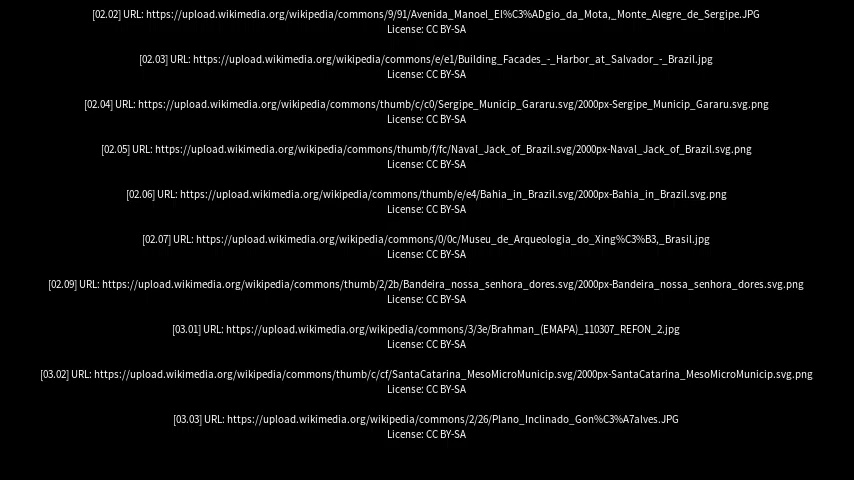 [02.02] URL: https://upload.wikimedia.org/wikipedia/commons/9/91/Avenida_Manoel_El%C3%ADgio_da_Mota,_Monte_Alegre_de_Sergipe.JPG
License: CC BY-SA
[02.03] URL: https://upload.wikimedia.org/wikipedia/commons/e/e1/Building_Facades_-_Harbor_at_Salvador_-_Brazil.jpg
License: CC BY-SA
[02.04] URL: https://upload.wikimedia.org/wikipedia/commons/thumb/c/c0/Sergipe_Municip_Gararu.svg/2000px-Sergipe_Municip_Gararu.svg.png
License: CC BY-SA
[02.05] URL: https://upload.wikimedia.org/wikipedia/commons/thumb/f/fc/Naval_Jack_of_Brazil.svg/2000px-Naval_Jack_of_Brazil.svg.png
License: CC BY-SA
[02.06] URL: https://upload.wikimedia.org/wikipedia/commons/thumb/e/e4/Bahia_in_Brazil.svg/2000px-Bahia_in_Brazil.svg.png
License: CC BY-SA
[02.07] URL: https://upload.wikimedia.org/wikipedia/commons/0/0c/Museu_de_Arqueologia_do_Xing%C3%B3,_Brasil.jpg
License: CC BY-SA
[02.09] URL: https://upload.wikimedia.org/wikipedia/commons/thumb/2/2b/Bandeira_nossa_senhora_dores.svg/2000px-Bandeira_nossa_senhora_dores.svg.png
License: CC BY-SA
[03.01] URL: https://upload.wikimedia.org/wikipedia/commons/3/3e/Brahman_(EMAPA)_110307_REFON_2.jpg
License: CC BY-SA
[03.02] URL: https://upload.wikimedia.org/wikipedia/commons/thumb/c/cf/SantaCatarina_MesoMicroMunicip.svg/2000px-SantaCatarina_MesoMicroMunicip.svg.png
License: CC BY-SA
[03.03] URL: https://upload.wikimedia.org/wikipedia/commons/2/26/Plano_Inclinado_Gon%C3%A7alves.JPG
License: CC BY-SA